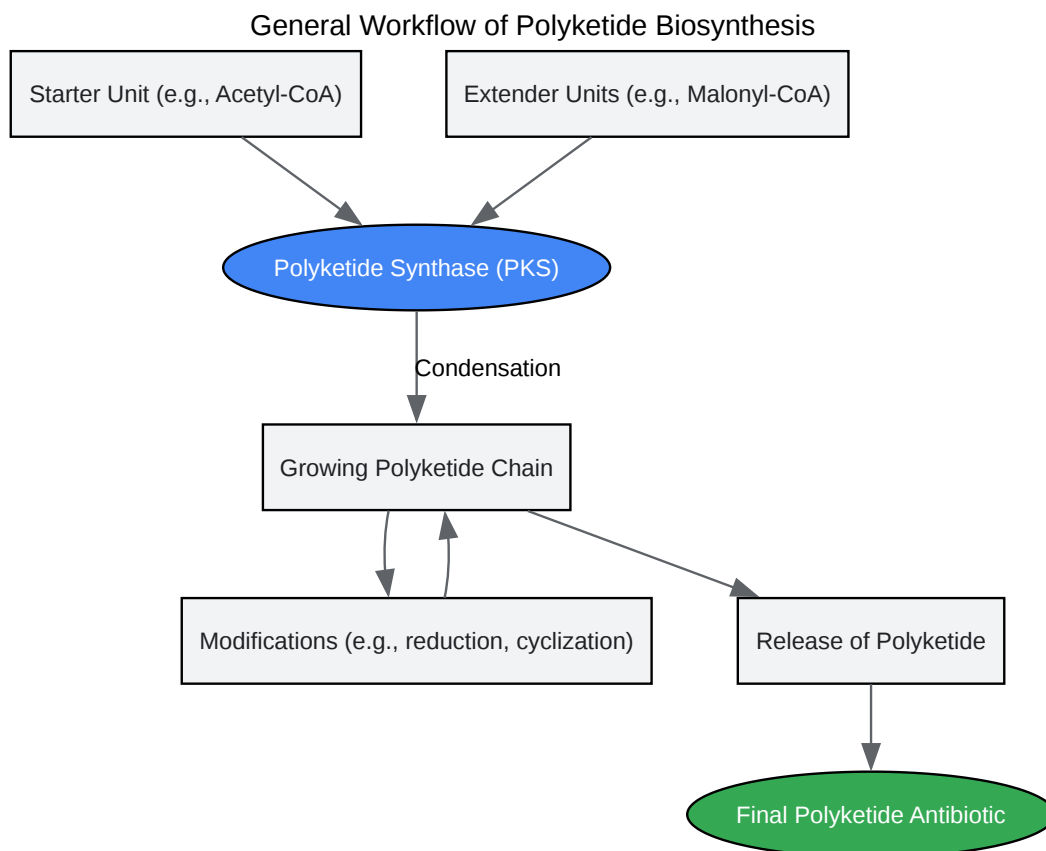 General Workflow of Polyketide Biosynthesis
Starter Unit (e.g., Acetyl-CoA)
Extender Units (e.g., Malonyl-CoA)
Polyketide Synthase (PKS)
Condensation
Growing Polyketide Chain
Modifications (e.g., reduction, cyclization)
Release of Polyketide
Final Polyketide Antibiotic